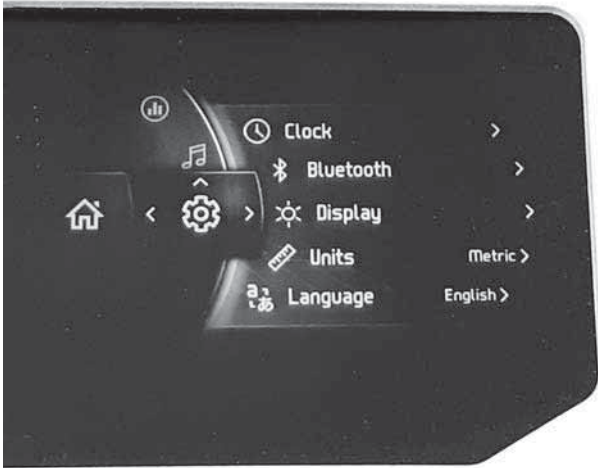 Clock
Bluetooth
Display
Units Metric
Language English